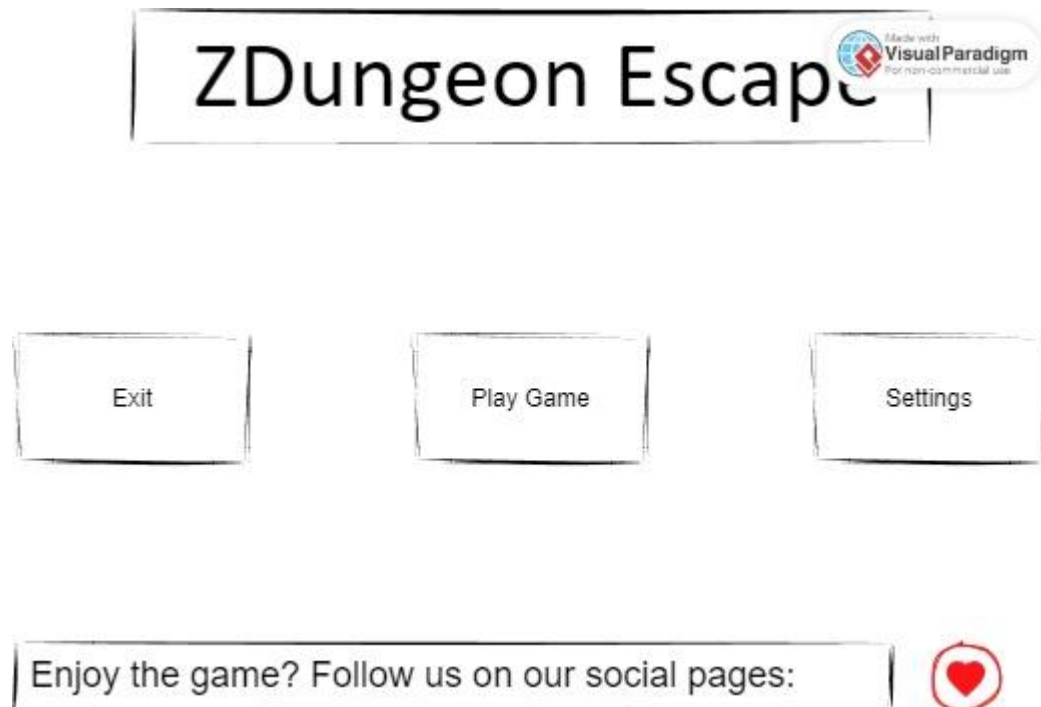 ZDungeon Escape
Made with
Visual Paradigm
For non-commercial use
Exit
Play Game
Settings
Enjoy the game? Follow us on our social pages: